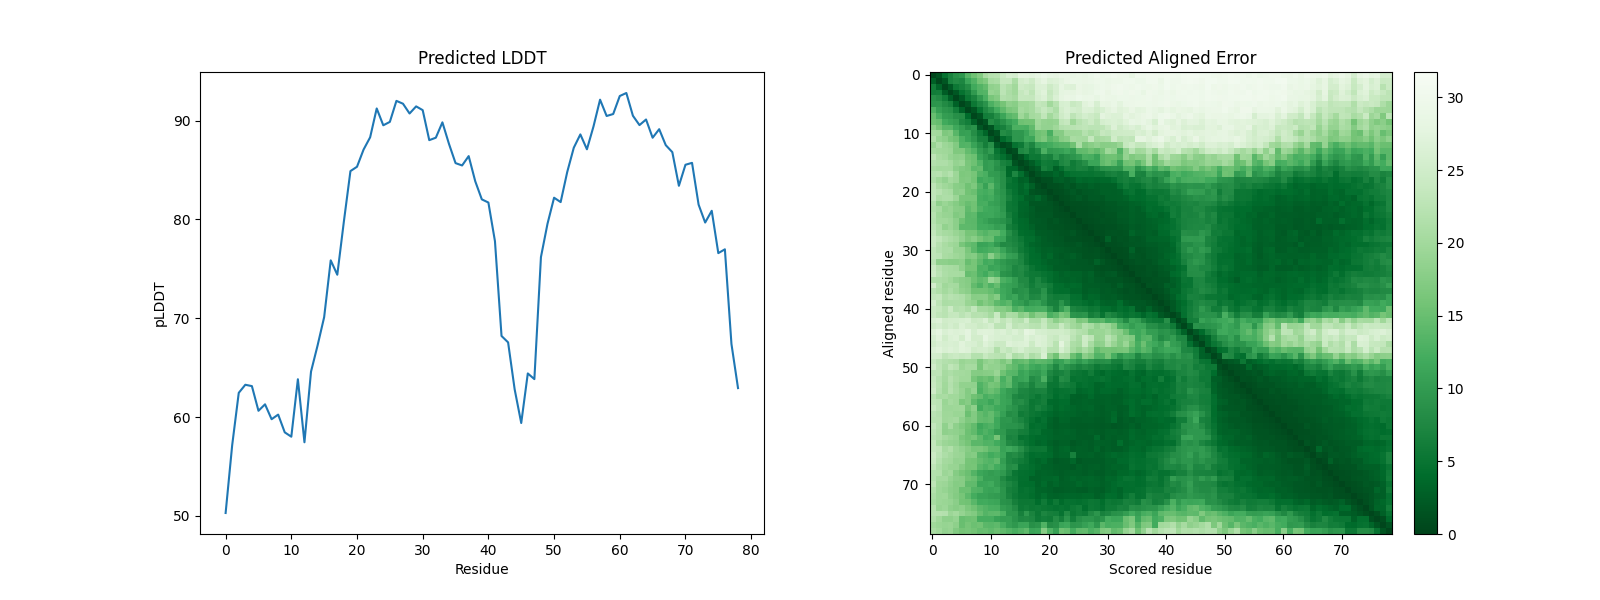 Predicted LDDT
pLDDT
90
80
70
60
50
0 10 20 30 40 50 60 70 80
Residue
Predicted Aligned Error
Aligned residue
0
10
20
30
40
50
60
70
0 10 20 30 40 50 60 70
Scored residue
30
25
20
15
10
5
0